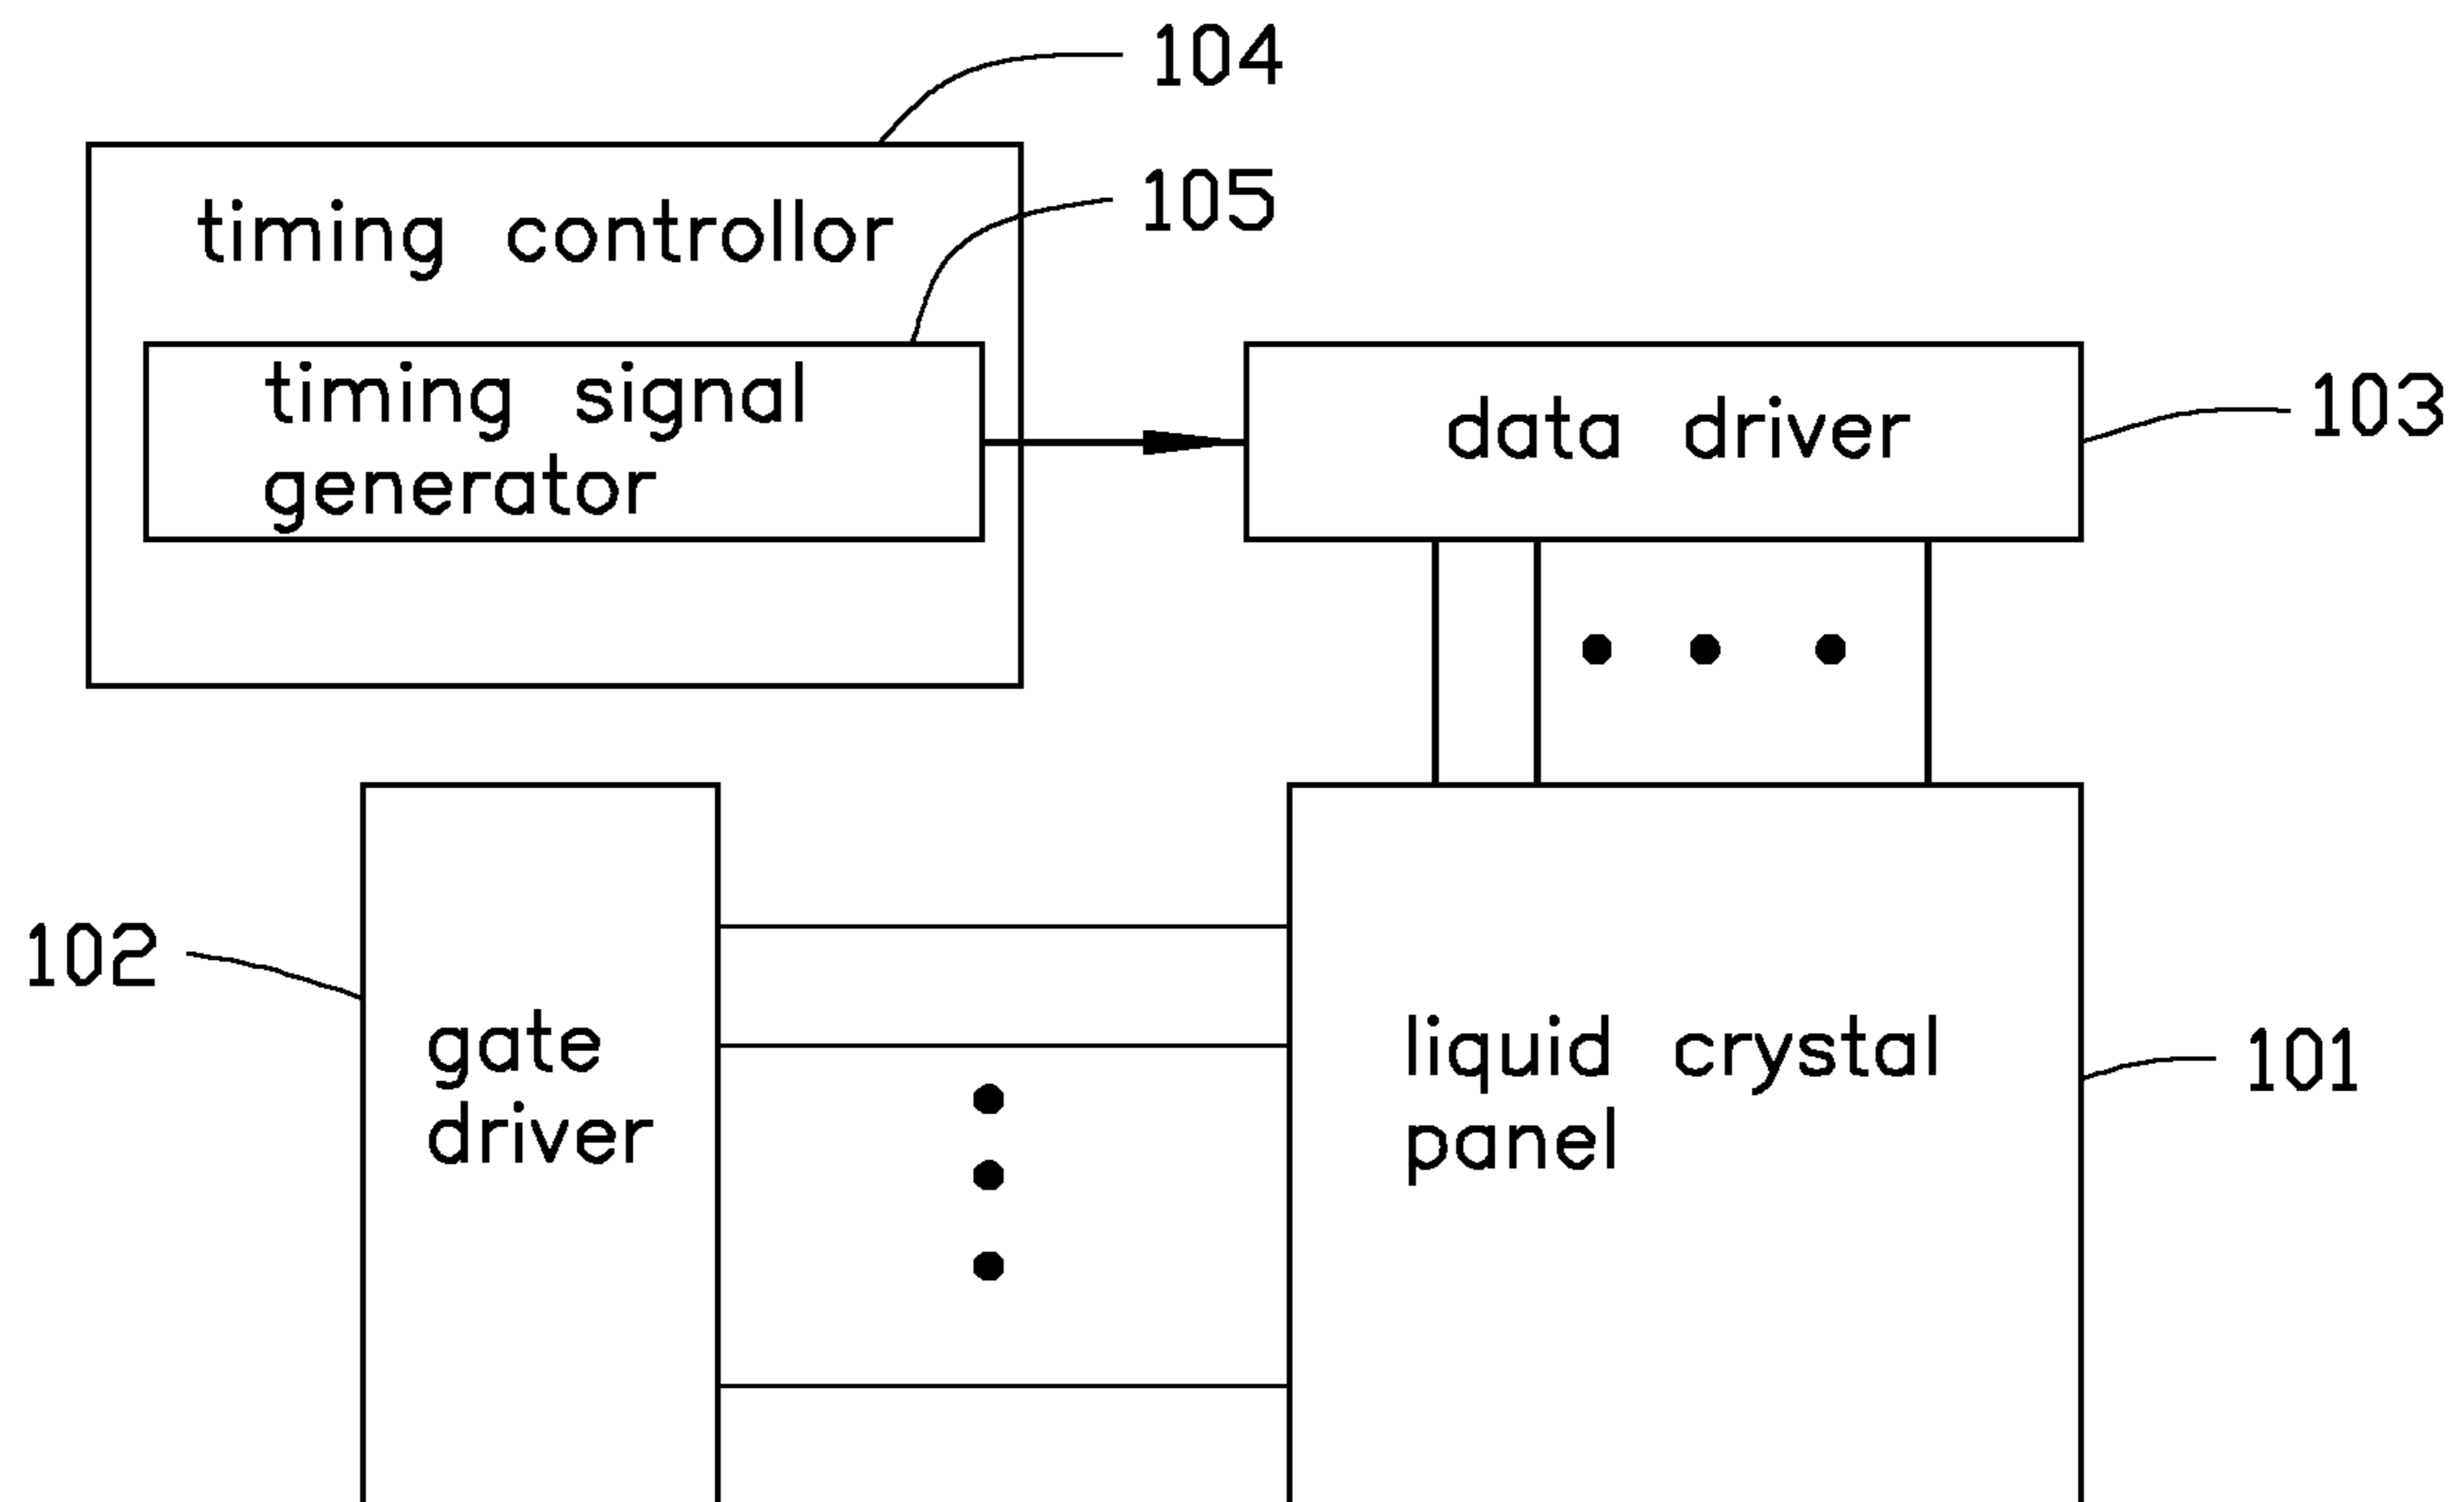 104
105
timing controllor
timing signal
generator
data driver
103
102
gate
driver
liquid crystal
panel
101